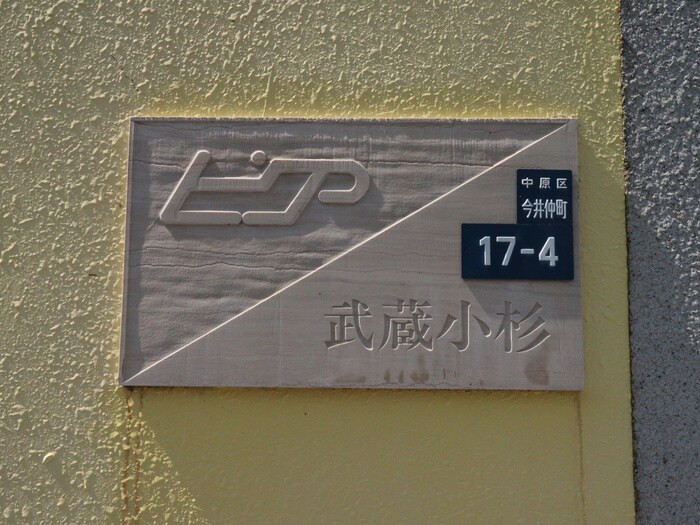 ピア
中原区
今井仲町
17-4
武蔵小杉